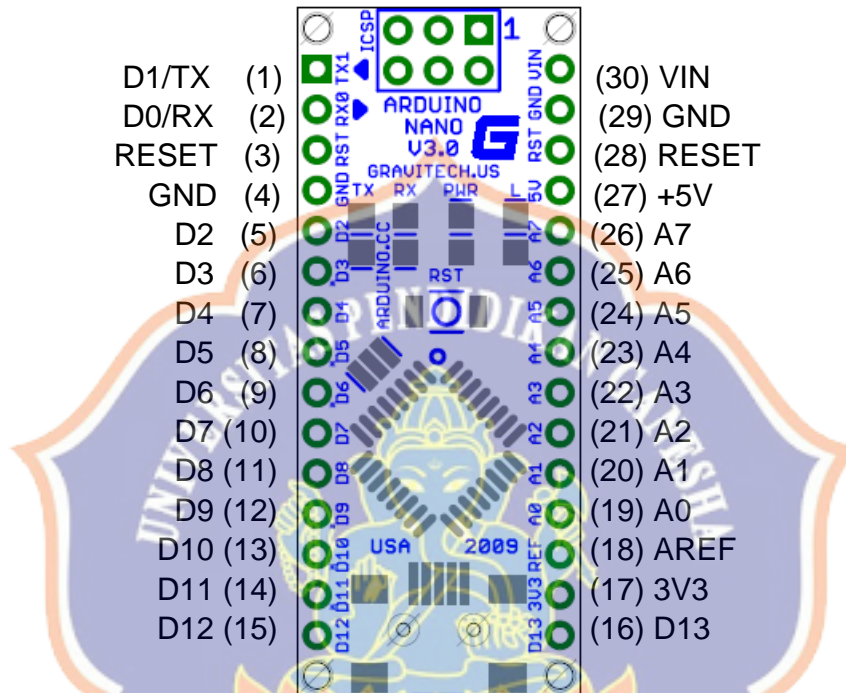 ICSP
1
D1/TX (1) TX1 VIN (30) VIN
D0/RX (2) RX0 ARDUINO GND (29) GND
NANO
RESET (3) RST V3.0 RST (28) RESET
GRAVITECH.US
GND (4) GND TX RX PWR L 5V (27) +5V
D2 (5) D2 A7 (26) A7
ARDUINO.CC
D3 (6) D3 RST A6 (25) A6
D4 (7) D4 A5 (24) A5
D5 (8) D5 A4 (23) A4
D6 (9) D6 A3 (22) A3
D7 (10) D7 A2 (21) A2
D8 (11) D8 A1 (20) A1
D9 (12) D9 A0 (19) A0
D10 (13) D10 USA 2009 REF (18) AREF
D11 (14) D11 3V3 (17) 3V3
D12 (15) D12 D13 (16) D13
UNIVERSITAS PENDIDIKAN GANESHA